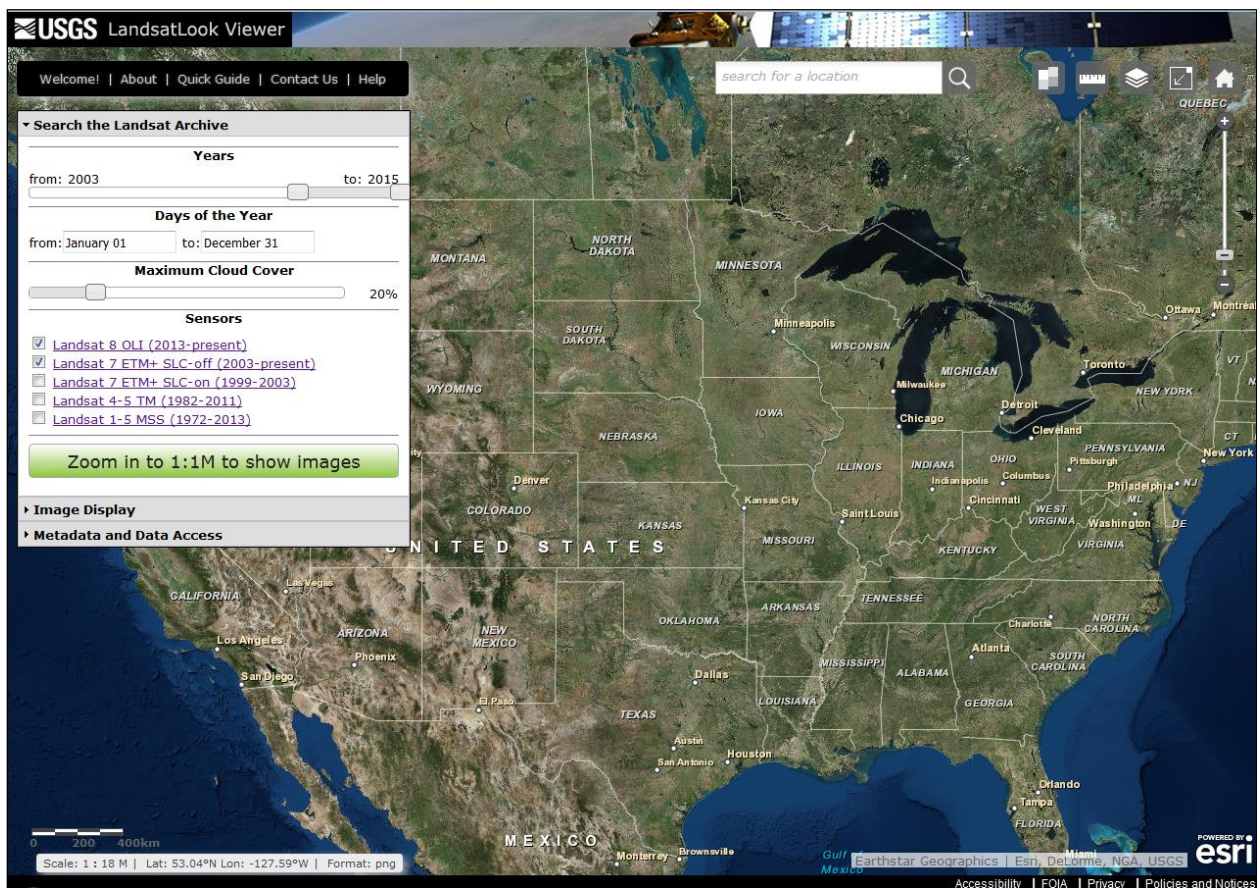 USGS LandsatLook Viewer
Welcome! | About | Quick Guide | Contact Us | Help
search for a location
Search the Landsat Archive
Years
from: 2003 to: 2015
Days of the Year
from: January 01 to: December 31
Maximum Cloud Cover
20%
Sensors
Landsat 8 OLI (2013-present)
Landsat 7 ETM+ SLC-off (2003-present)
Landsat 7 ETM+ SLC-on (1999-2003)
Landsat 4-5 TM (1982-2011)
Landsat 1-5 MSS (1972-2013)
Zoom in to 1:1M to show images
Image Display
Metadata and Data Access
QUEBEC
MONTANA
NORTH
DAKOTA
MINNESOTA
Ottawa
Montréal
SOUTH
DAKOTA
Minneapolis
WISCONSIN
MICHIGAN
Toronto
VT
WYOMING
Milwaukee
NEW YORK
IOWA
Detroit
Chicago
Cleveland
NEBRASKA
PENNSYLVANIA
CT
New York
ILLINOIS
INDIANA
OHIO
Pittsburgh
Denver
Indianapolis
Columbus
Philadelphia
NJ
COLORADO
Kansas City
Cincinnati
ML
KANSAS
Saint Louis
WEST
VIRGINIA
Washington
DE
UNITED STATES
MISSOURI
KENTUCKY
VIRGINIA
Las Vegas
CALIFORNIA
TENNESSEE
ARKANSAS
OKLAHOMA
NORTH
CAROLINA
Charlotte
Los Angeles
ARIZONA
NEW
MEXICO
Phoenix
Atlanta
SOUTH
CAROLINA
San Diego
Dallas
MISSISSIPPI
ALABAMA
El Paso
LOUISIANA
GEORGIA
TEXAS
Austin
Houston
San Antonio
Orlando
Tampa
FLORIDA
MEXICO
Monterrey
Brownsville
Gulf of
Mexico
Miami
0 200 400km
Scale: 1 : 18 M | Lat: 53.04°N Lon: -127.59°W | Format: png
Earthstar Geographics | Esri, DeLorme, NGA, USGS
POWERED BY
esri
Accessibility | FOIA | Privacy | Policies and Notices